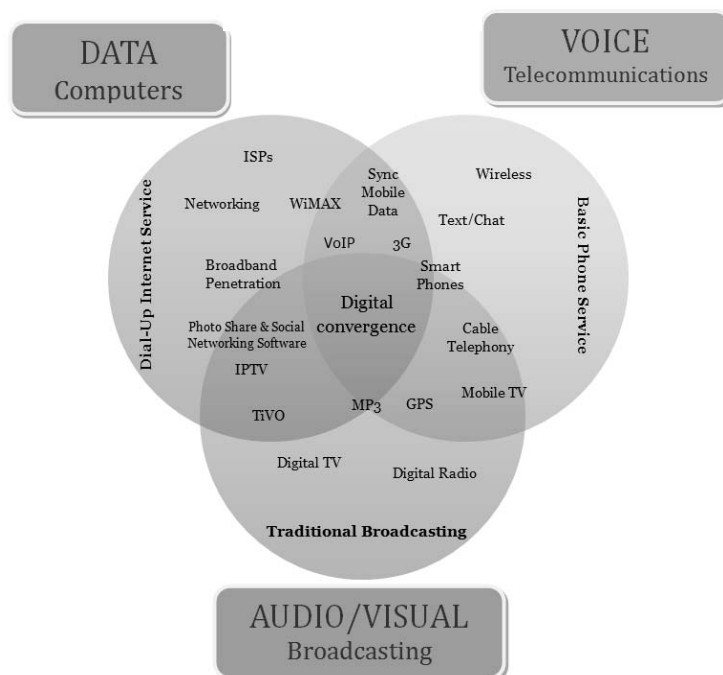 DATA
Computers
VOICE
Telecommunications
ISPs
Sync
Mobile
Data
Wireless
Networking
WiMAX
Text/Chat
VoIP
3G
Dial-Up Internet Service
Basic Phone Service
Broadband
Penetration
Smart
Phones
Digital
convergence
Photo Share & Social
Networking Software
Cable
Telephony
IPTV
Mobile TV
TiVO
MP3
GPS
Digital TV
Digital Radio
Traditional Broadcasting
AUDIO/VISUAL
Broadcasting